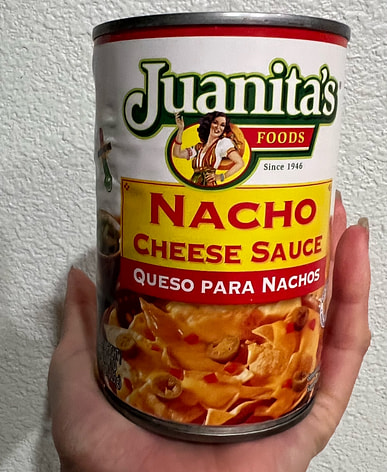 Juanita's
FOODS
Since 1946
NACHO
CHEESE SAUCE
QUESO PARA NACHOS